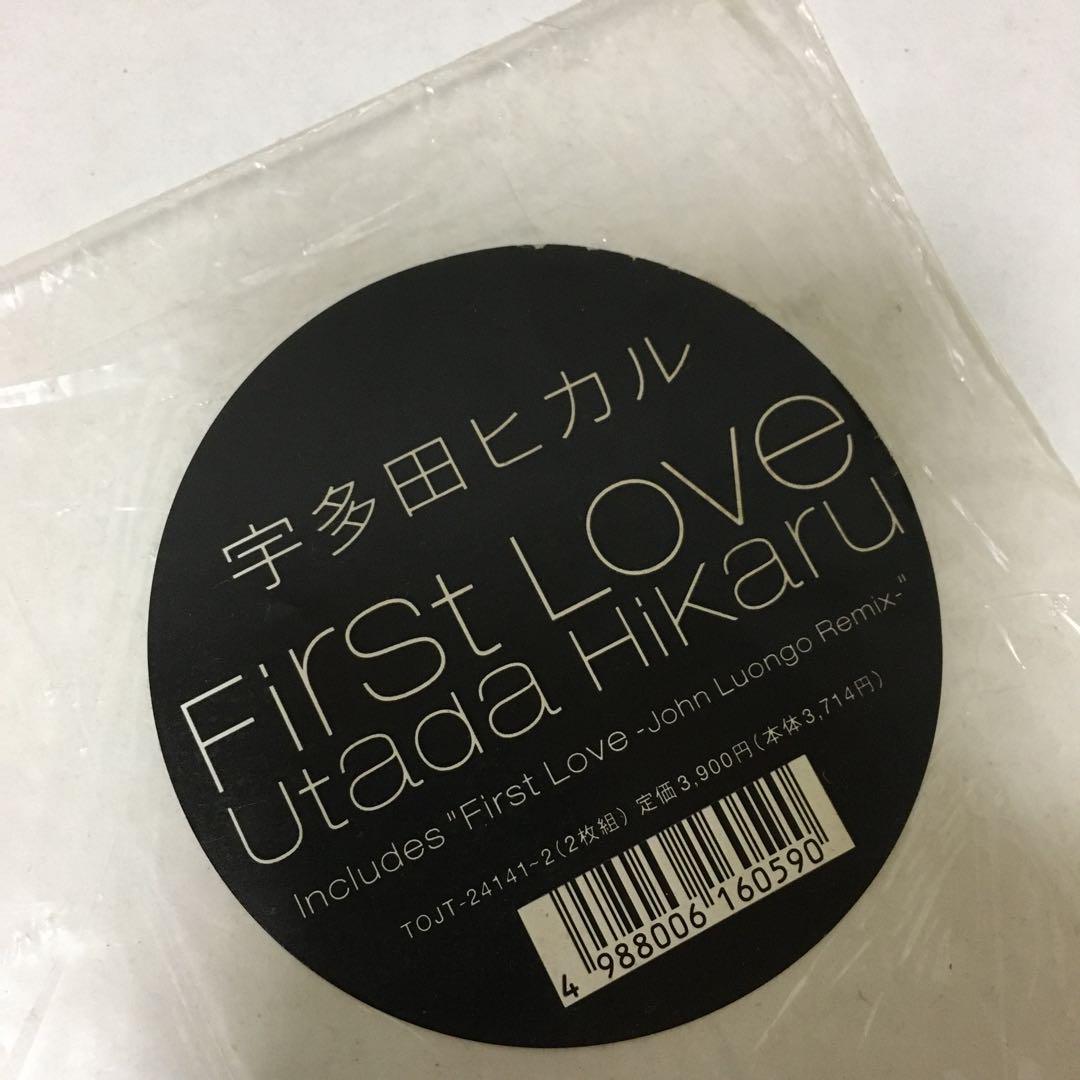 宇多田ヒカル
First Love
Utada Hikaru
Includes "First Love -John Luongo Remix-"
TOJT-24141~2(2枚組) 定価3,900円(本体3,714円)
4 988006 160590